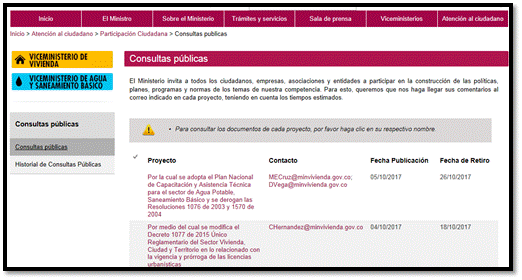 Inicio
El Ministro
Sobre el Ministerio
Trámites y servicios
Sala de prensa
Viceministerios
Atención al ciudadano
Inicio > Atención al ciudadano > Participación Ciudadana > Consultas publicas
VICEMINISTERIO DE
VIVIENDA
VICEMINISTERIO DE AGUA
Y SANEAMIENTO BÁSICO
Consultas públicas
Consultas públicas
Historial de Consultas Públicas
Consultas públicas
El Ministerio invita a todos los ciudadanos, empresas, asociaciones y entidades a participar en la construcción de las políticas,
planes, programas y normas de los temas de nuestra competencia. Para esto, queremos que nos haga llegar sus comentarios al
correo indicado en cada proyecto, teniendo en cuenta los tiempos estimados.
• Para consultar los documentos de cada proyecto, por favor haga clic en su respectivo nombre.
Proyecto Contacto Fecha Publicación Fecha de Retiro
Por la cual se adopta el Plan Nacional MECruz@minvivienda.gov.co; 05/10/2017 26/10/2017
de Capacitación y Asistencia Técnica DVega@minvivienda.gov.co
para el sector de Agua Potable,
Saneamiento Básico y se derogan las
Resoluciones 1076 de 2003 y 1570 de
2004
Por medio del cual se modifica el CHernandez@minvivienda.gov.co 04/10/2017 18/10/2017
Decreto 1077 de 2015 Único
Reglamentario del Sector Vivienda,
Ciudad y Territorio en lo relacionado con
la vigencia y prórroga de las licencias
urbanísticas